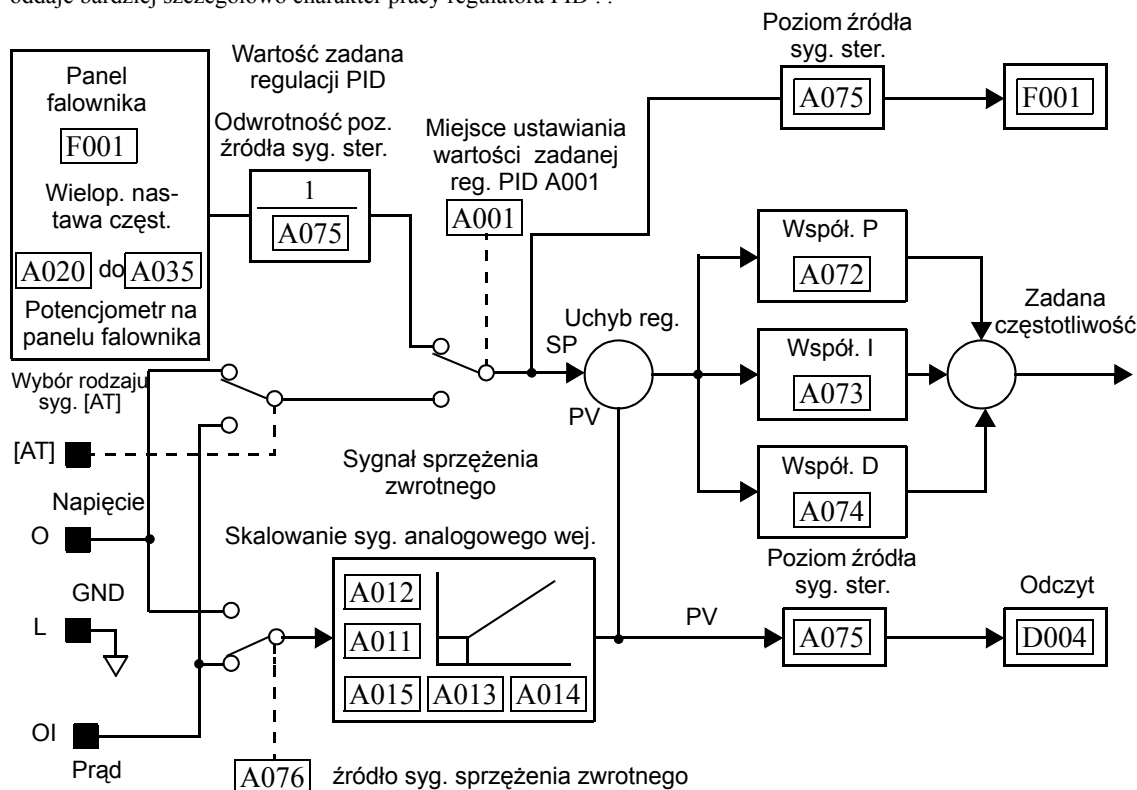 oddaje bardziej szczegółowo charakter pracy regulatora PID . .
Panel
falownika
F001
Wielop. nas-
tawa częst.
A020 do A035
Potencjometr na
panelu falownika
Wartość zadana
regulacji PID
Odwrotność poz.
źródła syg. ster.
1
A075
Miejsce ustawiania
wartości zadanej
reg. PID A001
A001
Poziom źródła
syg. ster.
A075
F001
Uchyb reg.
SP
PV
Współ. P
A072
Współ. I
A073
Współ. D
A074
Zadana
częstotliwość
Wybór rodzaju
syg. [AT]
[AT]
Napięcie
O
GND
L
OI
Prąd
Sygnał sprzężenia
zwrotnego
Skalowanie syg. analogowego wej.
A012
A011
A015 A013 A014
A076 źródło syg. sprzężenia zwrotnego
PV
Poziom źródła
syg. ster.
A075
Odczyt
D004